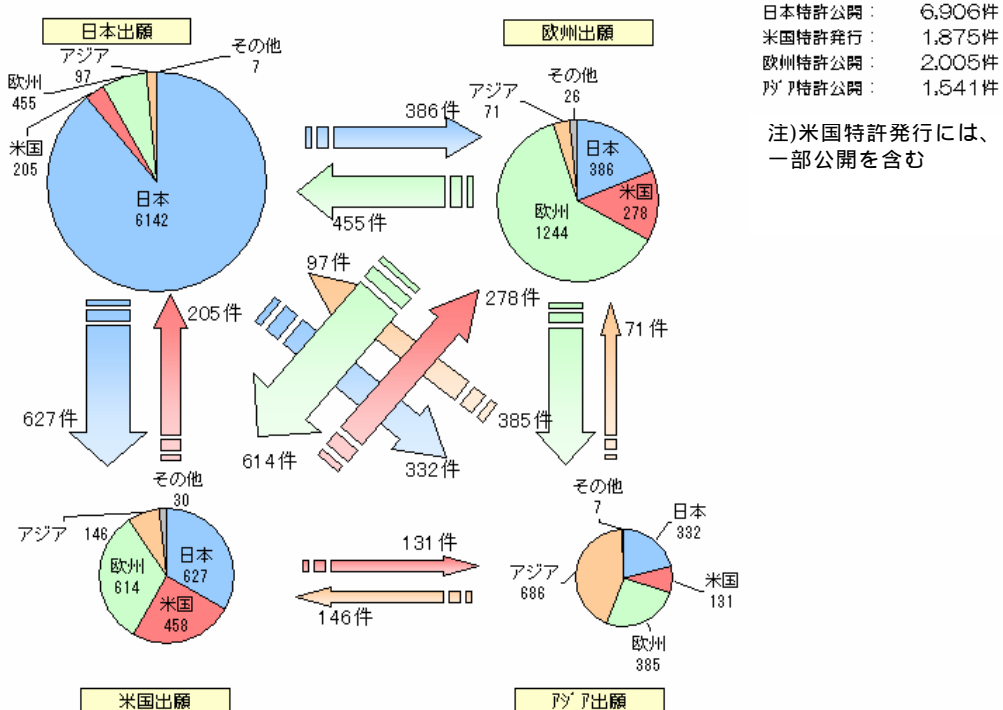 日本出願
アジア
97
その他
7
欧州
455
米国
205
日本
6142
欧州出願
その他
26
アジア
71
日本
386
米国
278
欧州
1244
日本特許公開： 6,906件
米国特許発行： 1,875件
欧州特許公開： 2,005件
ｱｼﾞｱ特許公開： 1,541件
注)米国特許発行には、
一部公開を含む
386件
455件
97件
278件
205件
71件
627件
385件
614件
332件
その他
30
アジア 146
日本
627
欧州
614
米国
458
131件
146件
その他
7
日本
332
アジア
686
米国
131
欧州
385
米国出願
ｱｼﾞｱ出願